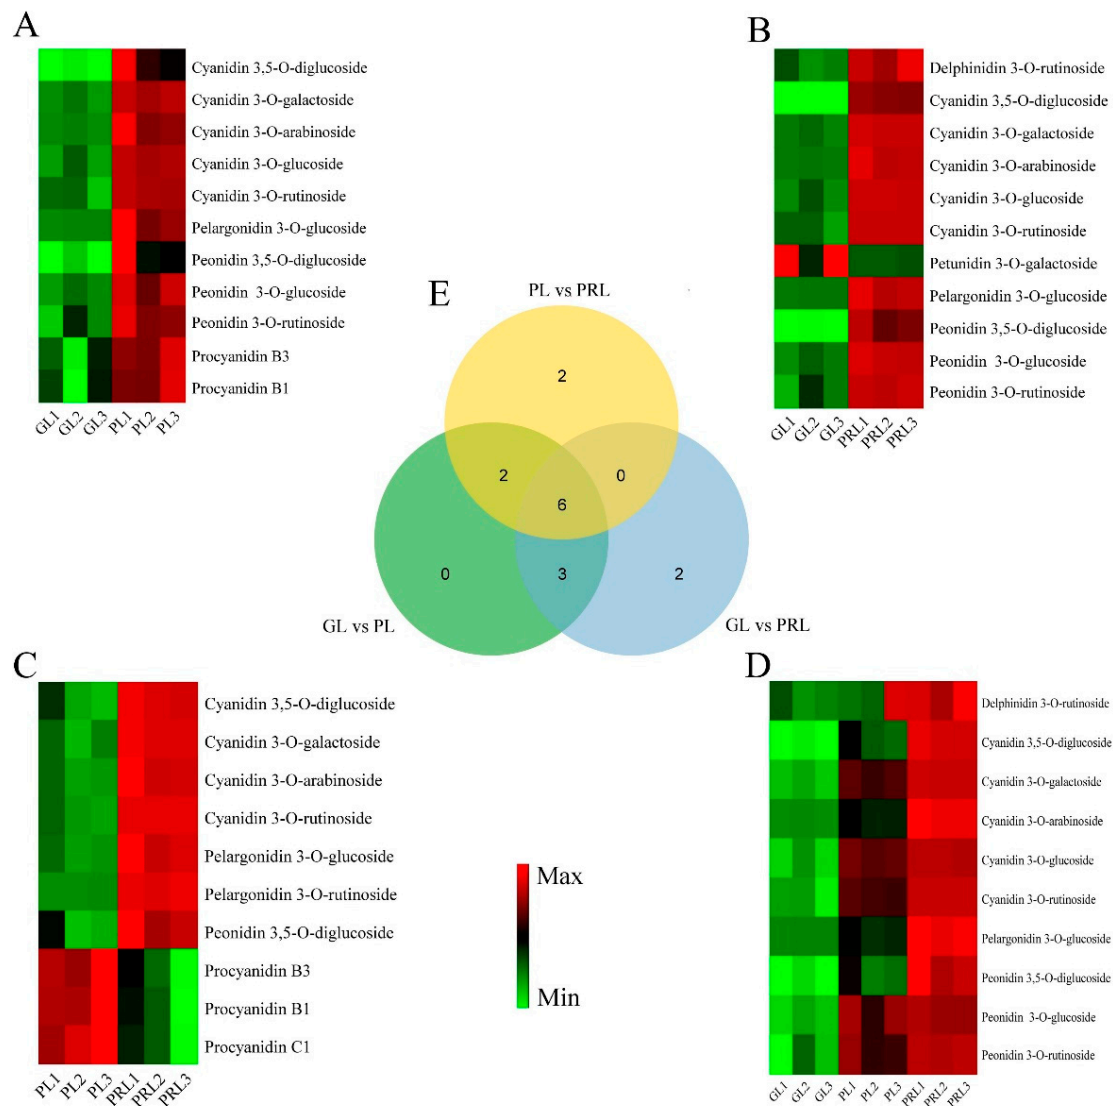 A
Cyanidin 3,5-O-diglucoside
Cyanidin 3-O-galactoside
Cyanidin 3-O-arabinoside
Cyanidin 3-O-glucoside
Cyanidin 3-O-rutinoside
Pelargonidin 3-O-glucoside
Peonidin 3,5-O-diglucoside
Peonidin 3-O-glucoside
Peonidin 3-O-rutinoside
Procyanidin B3
Procyanidin B1
GL1 GL2 GL3 PL1 PL2 PL3
B
Delphinidin 3-O-rutinoside
Cyanidin 3,5-O-diglucoside
Cyanidin 3-O-galactoside
Cyanidin 3-O-arabinoside
Cyanidin 3-O-glucoside
Cyanidin 3-O-rutinoside
Petunidin 3-O-galactoside
Pelargonidin 3-O-glucoside
Peonidin 3,5-O-diglucoside
Peonidin 3-O-glucoside
Peonidin 3-O-rutinoside
GL1 GL2 GL3 PRL1 PRL2 PRL3
E
PL vs PRL
2
2
0
6
0
3
2
GL vs PL
GL vs PRL
C
Cyanidin 3,5-O-diglucoside
Cyanidin 3-O-galactoside
Cyanidin 3-O-arabinoside
Cyanidin 3-O-rutinoside
Pelargonidin 3-O-glucoside
Pelargonidin 3-O-rutinoside
Peonidin 3,5-O-diglucoside
Procyanidin B3
Procyanidin B1
Procyanidin C1
PL1 PL2 PL3 PRL1 PRL2 PRL3
Max
Min
D
Delphinidin 3-O-rutinoside
Cyanidin 3,5-O-diglucoside
Cyanidin 3-O-galactoside
Cyanidin 3-O-arabinoside
Cyanidin 3-O-glucoside
Cyanidin 3-O-rutinoside
Pelargonidin 3-O-glucoside
Peonidin 3,5-O-diglucoside
Peonidin 3-O-glucoside
Peonidin 3-O-rutinoside
GL1 GL2 GL3 PL1 PL2 PL3 PRL1 PRL2 PRL3